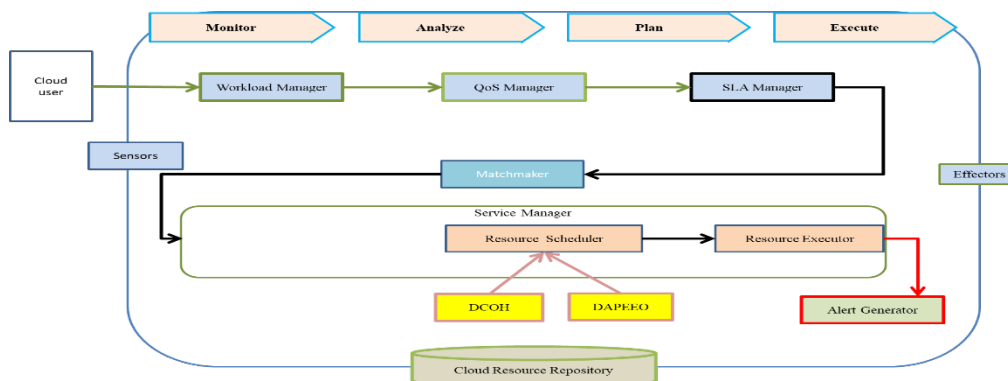 Monitor
Analyze
Plan
Execute
Cloud
user
Workload Manager
QoS Manager
SLA Manager
Sensors
Matchmaker
Effectors
Service Manager
Resource Scheduler
Resource Executor
DCOH
DAPEEO
Alert Generator
Cloud Resource Repository